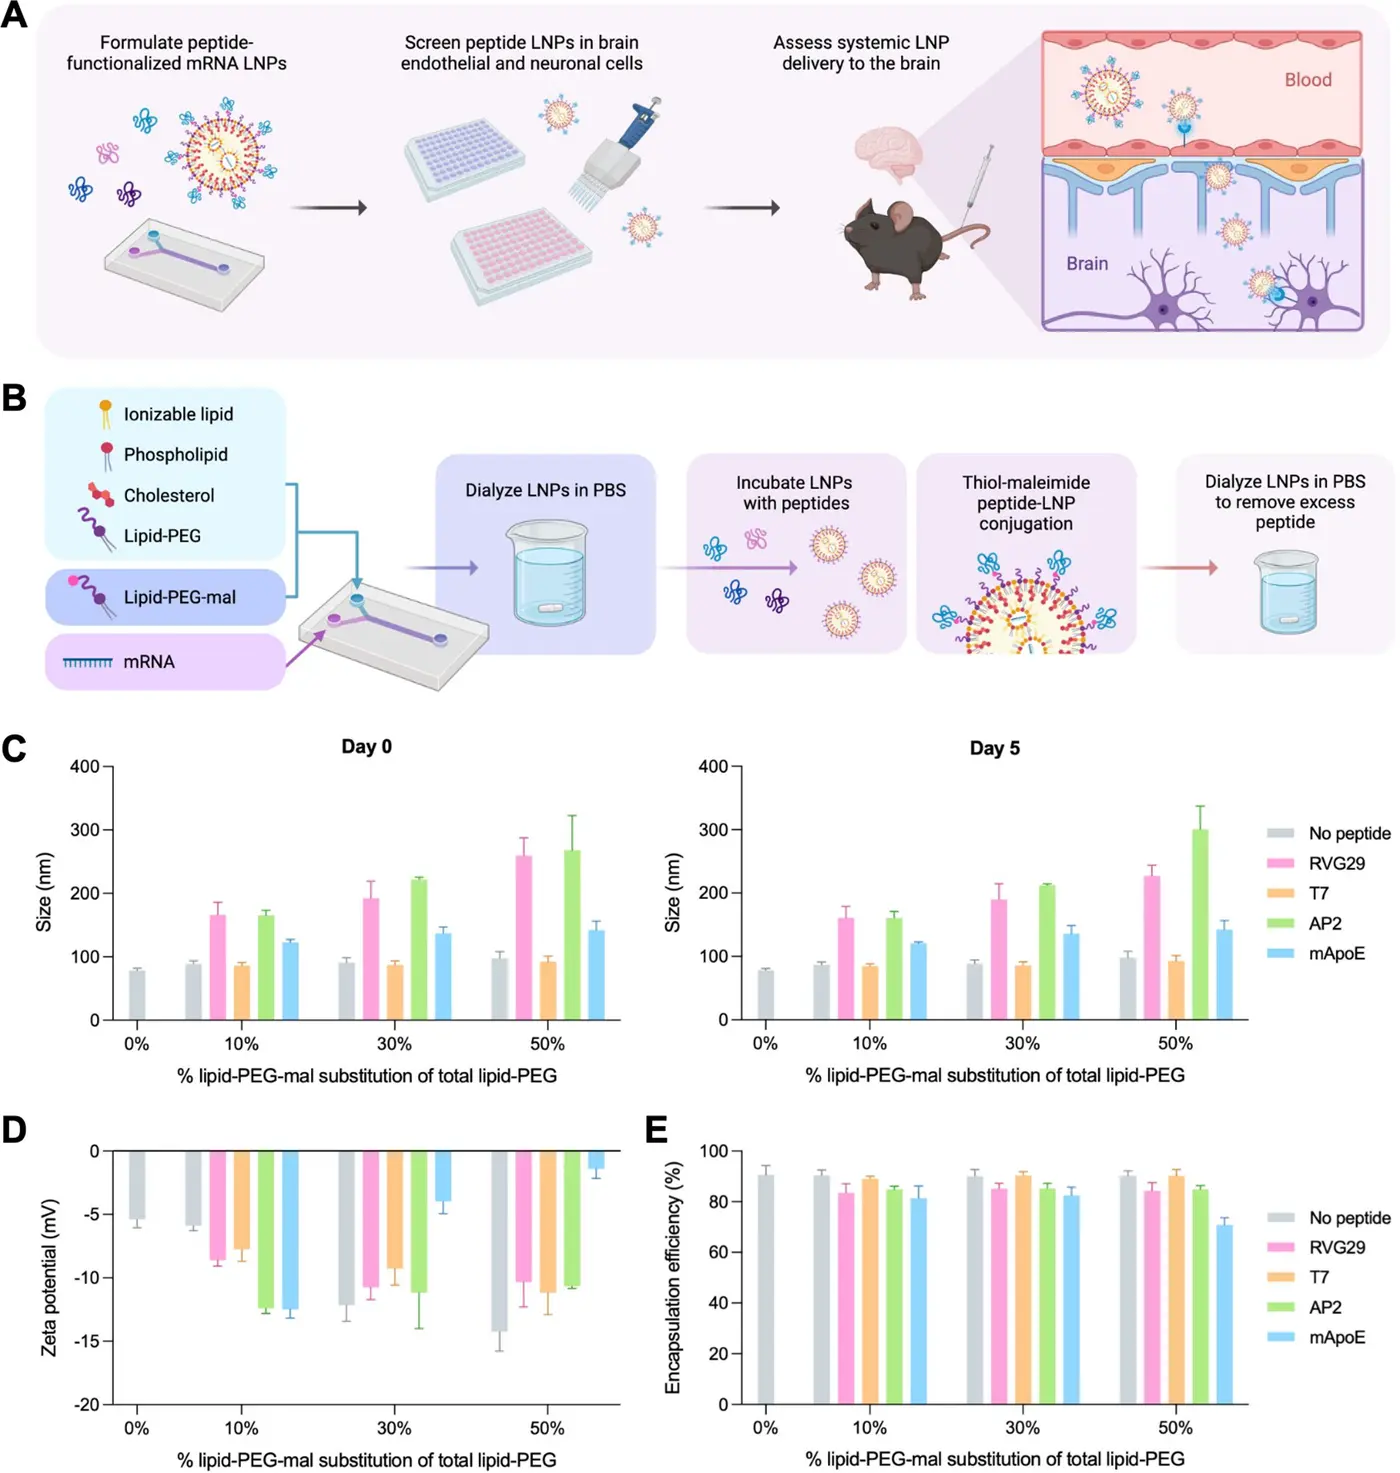 A
Formulate peptide-
functionalized mRNA LNPs
Screen peptide LNPs in brain
endothelial and neuronal cells
Assess systemic LNP
delivery to the brain
Blood
Brain
B
Ionizable lipid
Phospholipid
Cholesterol
Lipid-PEG
Lipid-PEG-mal
mRNA
Dialyze LNPs in PBS
Incubate LNPs
with peptides
Thiol-maleimide
peptide-LNP
conjugation
Dialyze LNPs in PBS
to remove excess
peptide
C
Day 0
Size (nm)
400
300
200
100
0
0%
10%
30%
50%
% lipid-PEG-mal substitution of total lipid-PEG
Day 5
Size (nm)
400
300
200
100
0
0%
10%
30%
50%
% lipid-PEG-mal substitution of total lipid-PEG
No peptide
RVG29
T7
AP2
mApoE
D
Zeta potential (mV)
0
-5
-10
-15
-20
0%
10%
30%
50%
% lipid-PEG-mal substitution of total lipid-PEG
E
Encapsulation efficiency (%)
100
80
60
40
20
0
0%
10%
30%
50%
% lipid-PEG-mal substitution of total lipid-PEG
No peptide
RVG29
T7
AP2
mApoE